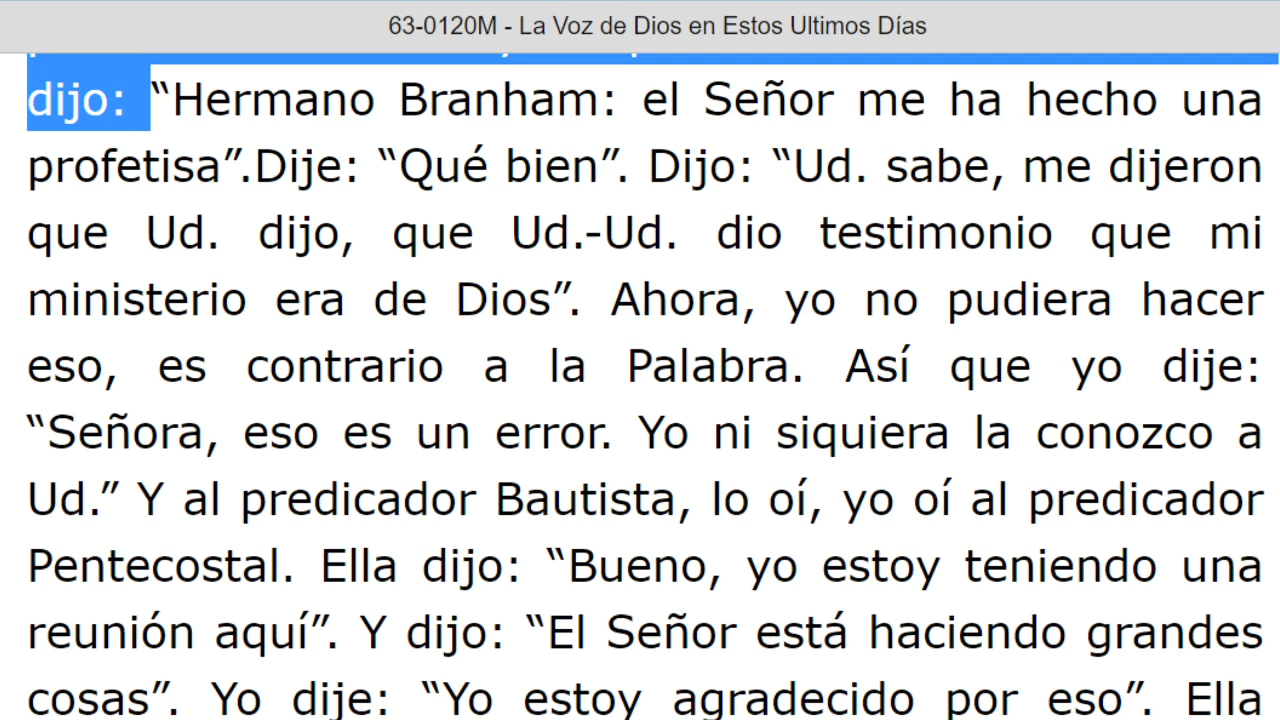 63-0120M - La Voz de Dios en Estos Ultimos Días
dijo: “Hermano Branham: el Señor me ha hecho una
profetisa”.Dije: “Qué bien”. Dijo: “Ud. sabe, me dijeron
que Ud. dijo, que Ud.-Ud. dio testimonio que mi
ministerio era de Dios”. Ahora, yo no pudiera hacer
eso, es contrario a la Palabra. Así que yo dije:
“Señora, eso es un error. Yo ni siquiera la conozco a
Ud.” Y al predicador Bautista, lo oí, yo oí al predicador
Pentecostal. Ella dijo: “Bueno, yo estoy teniendo una
reunión aquí”. Y dijo: “El Señor está haciendo grandes
cosas”. Yo dije: “Yo estoy agradecido por eso”. Ella